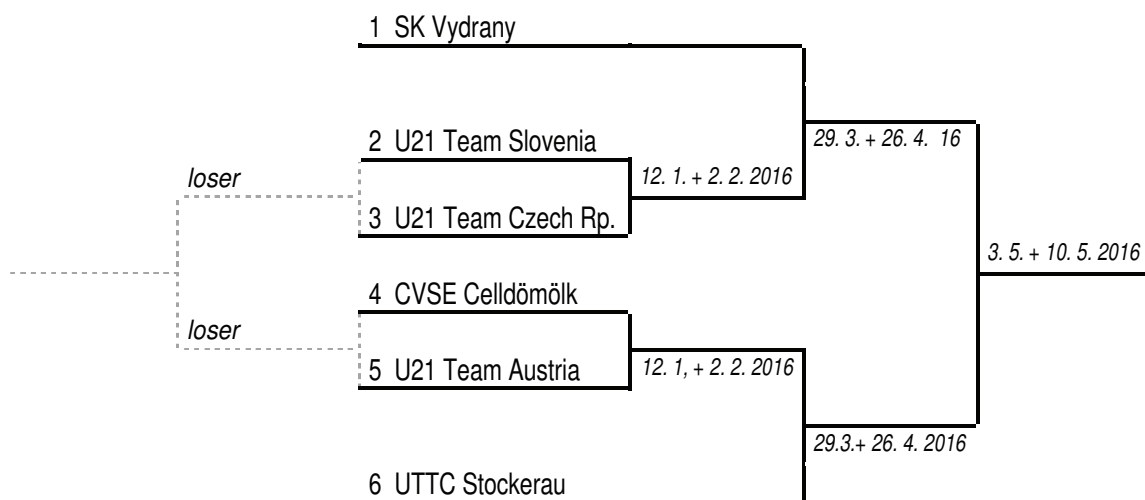 1 SK Vydrany
2 U21 Team Slovenia
29. 3. + 26. 4. 16
loser
12. 1. + 2. 2. 2016
3 U21 Team Czech Rp.
3. 5. + 10. 5. 2016
4 CVSE Celldömölk
loser
5 U21 Team Austria
12. 1, + 2. 2. 2016
29.3.+ 26. 4. 2016
6 UTTC Stockerau